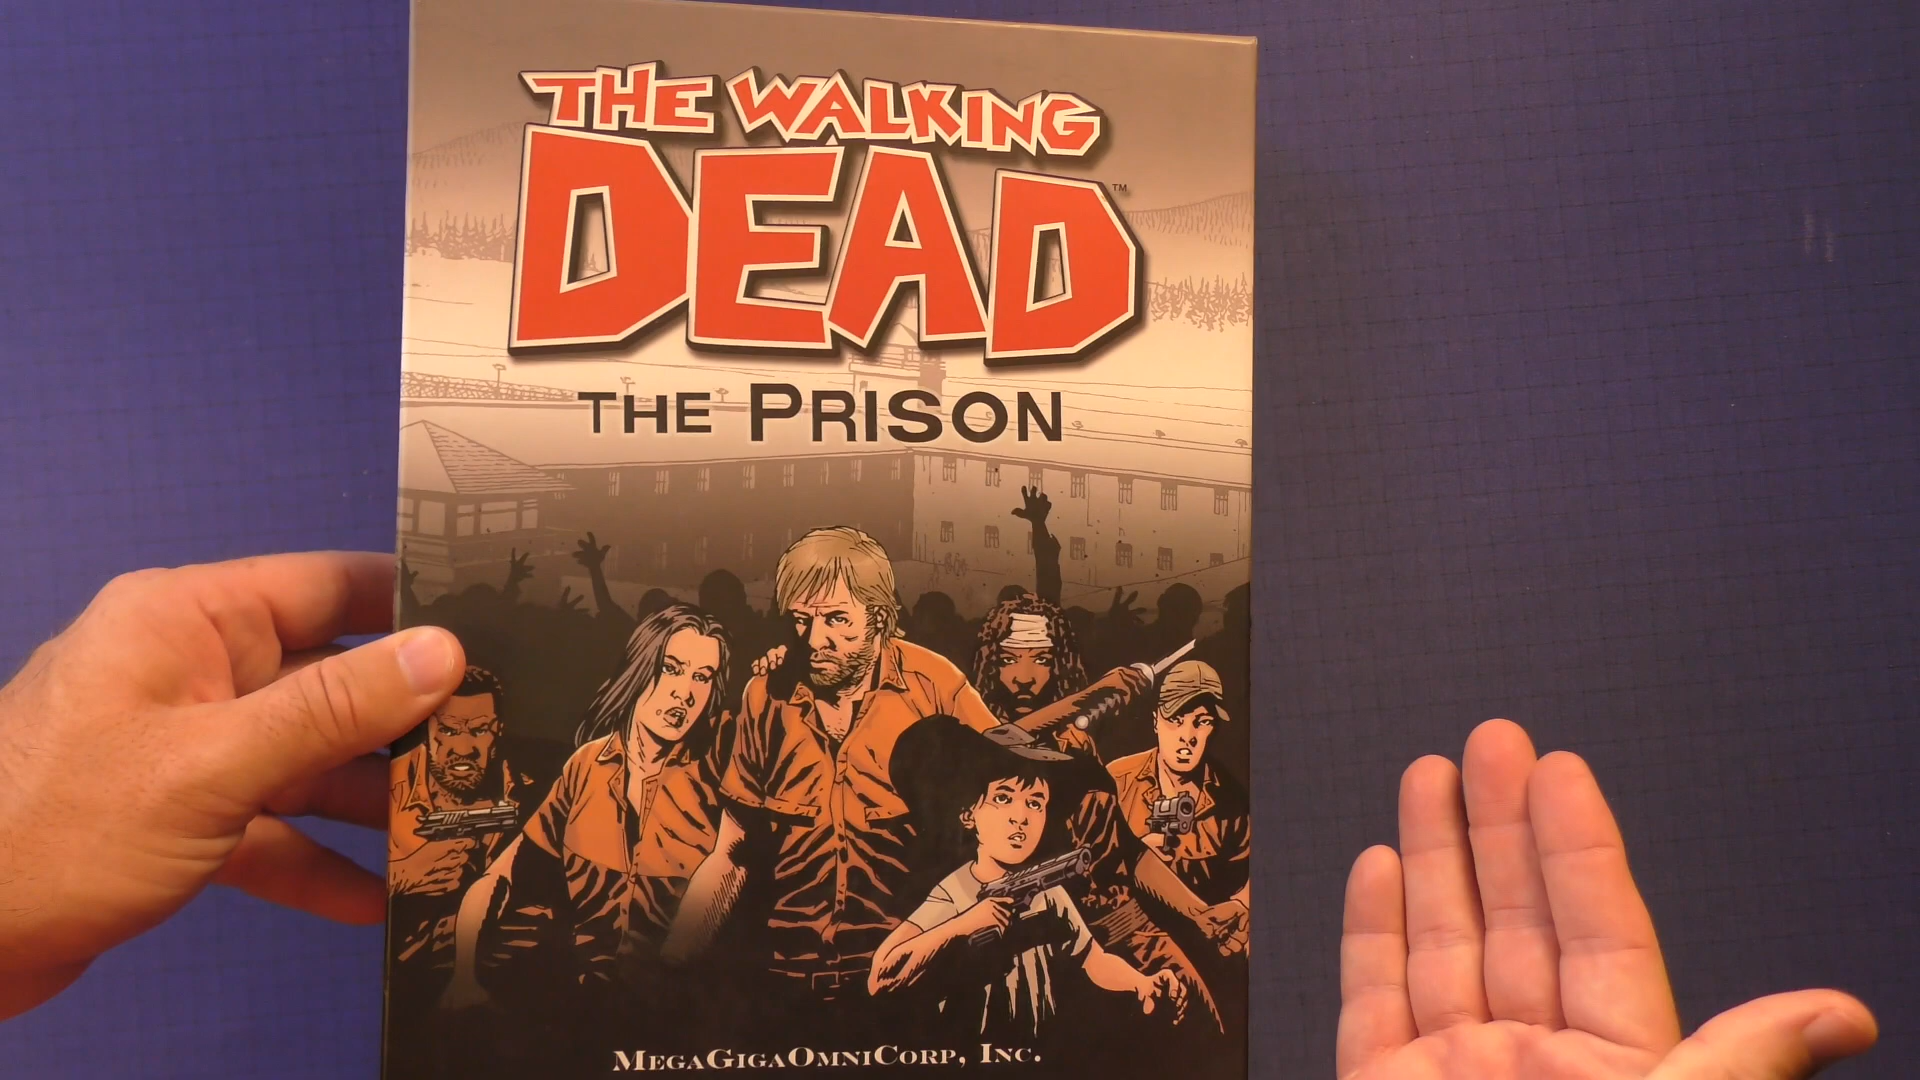 THE WALKING
DEAD™
THE PRISON
MEGAGIGAOMNICORP, INC.